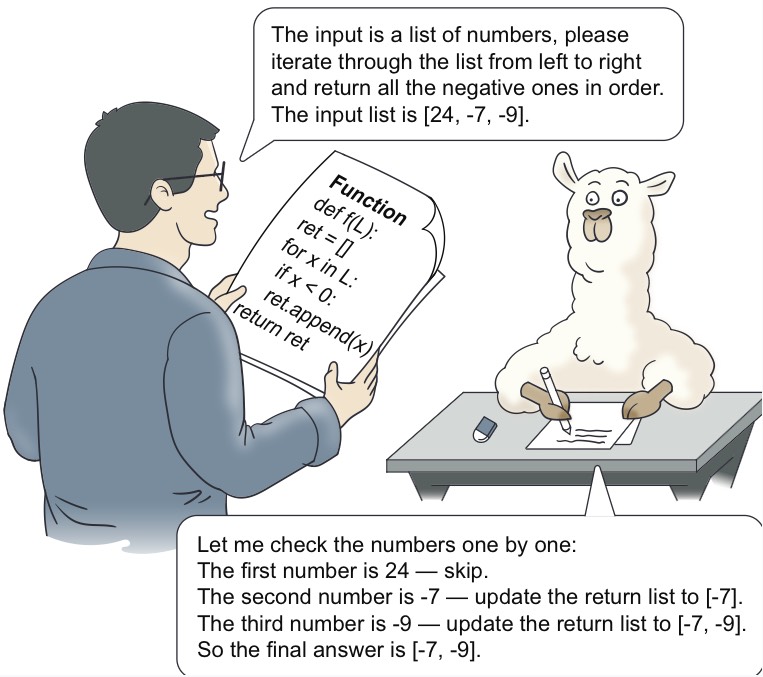 The input is a list of numbers, please
iterate through the list from left to right
and return all the negative ones in order.
The input list is [24, -7, -9].
Function
def f(L):
ret = []
for x in L:
if x < 0:
ret.append(x)
return ret
Let me check the numbers one by one:
The first number is 24 — skip.
The second number is -7 — update the return list to [-7].
The third number is -9 — update the return list to [-7, -9].
So the final answer is [-7, -9].